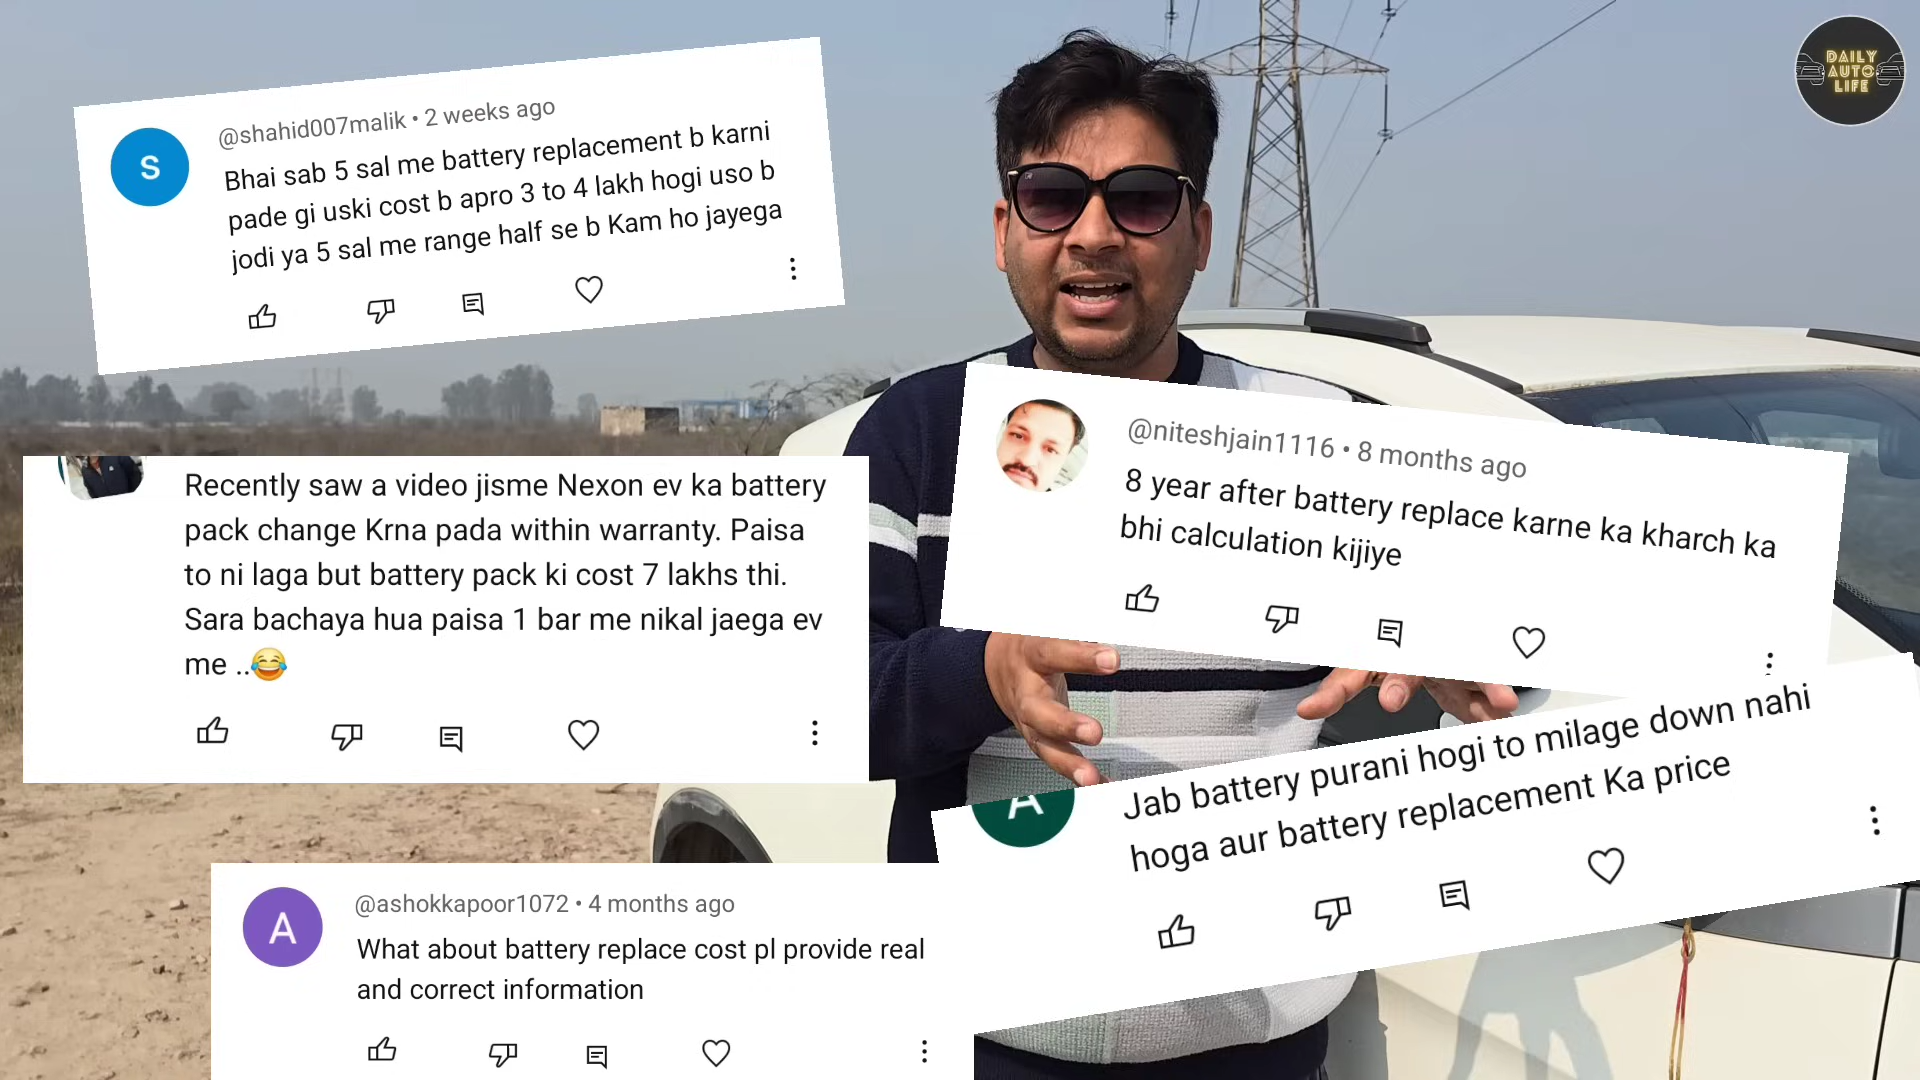 DAILY
AUTO
LIFE
S
@shahid007malik • 2 weeks ago
Bhai sab 5 sal me battery replacement b karni
pade gi uski cost b apro 3 to 4 lakh hogi uso b
jodi ya 5 sal me range half se b Kam ho jayega
@niteshjain1116 • 8 months ago
8 year after battery replace karne ka kharch ka
bhi calculation kijiye
Recently saw a video jisme Nexon ev ka battery
pack change Krna pada within warranty. Paisa
to ni laga but battery pack ki cost 7 lakhs thi.
Sara bachaya hua paisa 1 bar me nikal jaega ev
me ..😂
A
Jab battery purani hogi to milage down nahi
hoga aur battery replacement Ka price
A
@ashokkapoor1072 • 4 months ago
What about battery replace cost pl provide real
and correct information